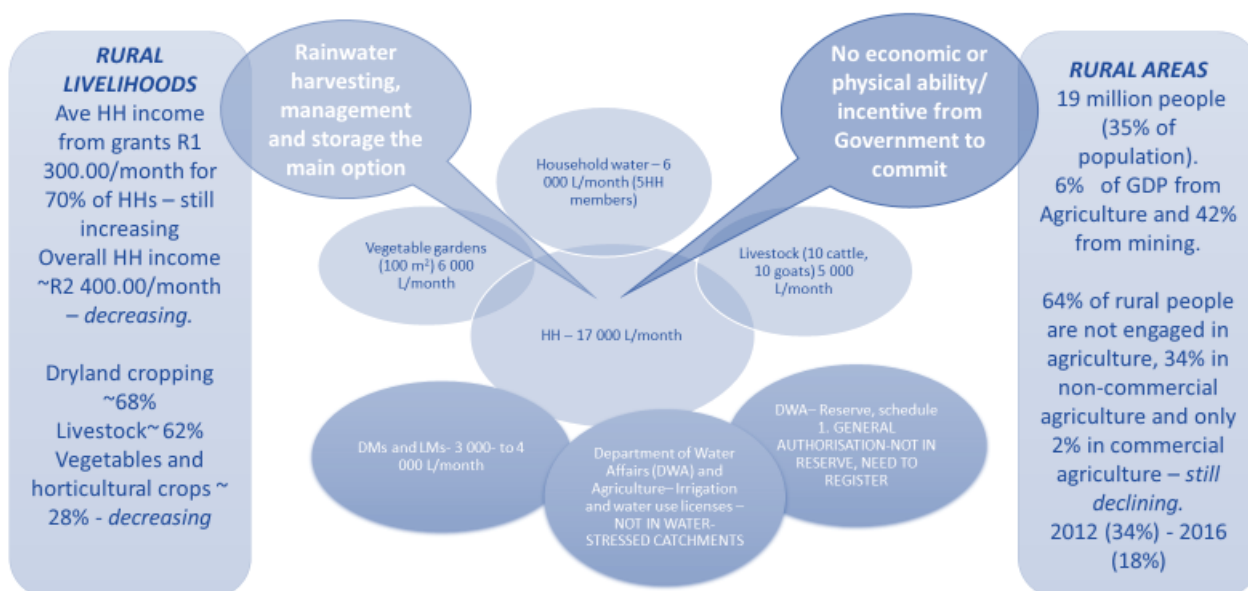 RURAL
LIVELIHOODS
Ave HH income
from grants R1
300.00/month for
70% of HHs – still
increasing
Overall HH income
~R2 400.00/month
– decreasing.
Dryland cropping
~68%
Livestock~ 62%
Vegetables and
horticultural crops ~
28% - decreasing
Rainwater
harvesting,
management
and storage the
main option
No economic or
physical ability/
incentive from
Government to
commit
Household water – 6
000 L/month (5HH
members)
Vegetable gardens
(100 m²) 6 000
L/month
Livestock (10 cattle,
10 goats) 5 000
L/month
HH – 17 000 L/month
DMs and LMs- 3 000- to 4
000 L/month
Department of Water
Affairs (DWA) and
Agriculture– Irrigation
and water use licenses –
NOT IN WATER-
STRESSED CATCHMENTS
DWA– Reserve, schedule
1. GENERAL
AUTHORISATION-NOT IN
RESERVE, NEED TO
REGISTER
RURAL AREAS
19 million people
(35% of
population).
6% of GDP from
Agriculture and 42%
from mining.
64% of rural people
are not engaged in
agriculture, 34% in
non-commercial
agriculture and only
2% in commercial
agriculture – still
declining.
2012 (34%) - 2016
(18%)